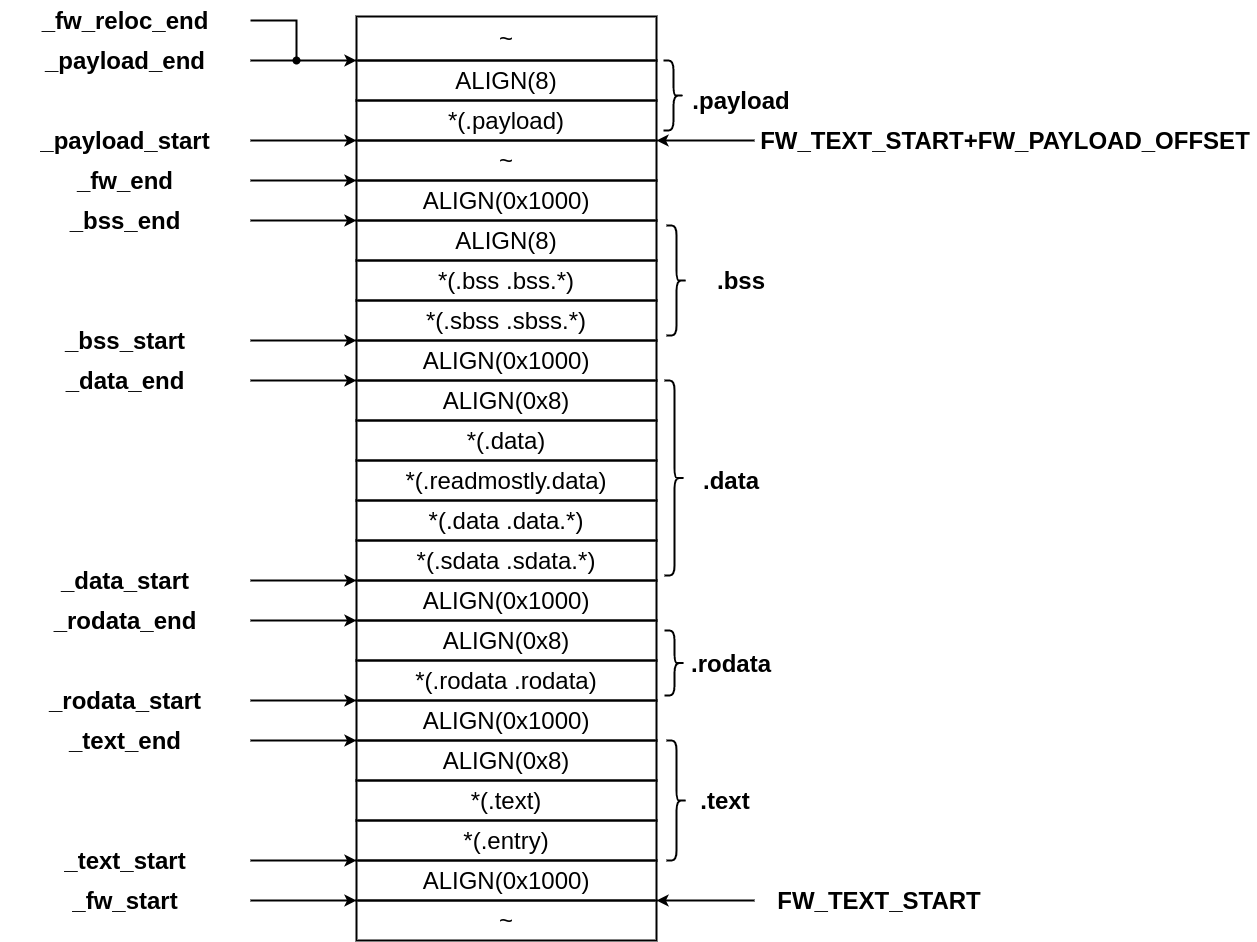 _fw_reloc_end
~
_payload_end
ALIGN(8)
.payload
*(.payload)
_payload_start
FW_TEXT_START+FW_PAYLOAD_OFFSET
~
_fw_end
ALIGN(0x1000)
_bss_end
ALIGN(8)
*(.bss .bss.*)
.bss
*(.sbss .sbss.*)
_bss_start
ALIGN(0x1000)
_data_end
ALIGN(0x8)
*(.data)
*(.readmostly.data)
.data
*(.data .data.*)
*(.sdata .sdata.*)
_data_start
ALIGN(0x1000)
_rodata_end
ALIGN(0x8)
.rodata
*(.rodata .rodata)
_rodata_start
ALIGN(0x1000)
_text_end
ALIGN(0x8)
*(.text)
.text
*(.entry)
_text_start
ALIGN(0x1000)
_fw_start
FW_TEXT_START
~